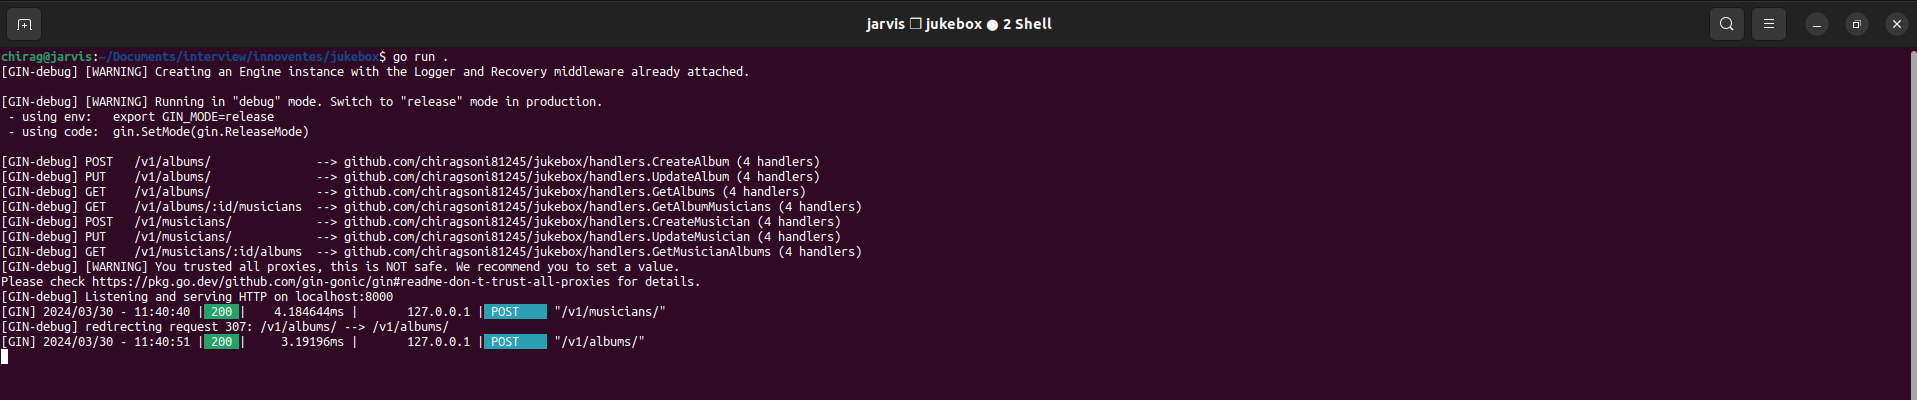 jarvis ❐ jukebox ● 2 Shell
chirag@jarvis:~/Documents/interview/innoventes/jukebox$ go run .
[GIN-debug] [WARNING] Creating an Engine instance with the Logger and Recovery middleware already attached.
[GIN-debug] [WARNING] Running in "debug" mode. Switch to "release" mode in production.
 - using env:   export GIN_MODE=release
 - using code:  gin.SetMode(gin.ReleaseMode)
[GIN-debug] POST   /v1/albums/               --> github.com/chiragsoni81245/jukebox/handlers.CreateAlbum (4 handlers)
[GIN-debug] PUT    /v1/albums/               --> github.com/chiragsoni81245/jukebox/handlers.UpdateAlbum (4 handlers)
[GIN-debug] GET    /v1/albums/               --> github.com/chiragsoni81245/jukebox/handlers.GetAlbums (4 handlers)
[GIN-debug] GET    /v1/albums/:id/musicians  --> github.com/chiragsoni81245/jukebox/handlers.GetAlbumMusicians (4 handlers)
[GIN-debug] POST   /v1/musicians/            --> github.com/chiragsoni81245/jukebox/handlers.CreateMusician (4 handlers)
[GIN-debug] PUT    /v1/musicians/            --> github.com/chiragsoni81245/jukebox/handlers.UpdateMusician (4 handlers)
[GIN-debug] GET    /v1/musicians/:id/albums  --> github.com/chiragsoni81245/jukebox/handlers.GetMusicianAlbums (4 handlers)
[GIN-debug] [WARNING] You trusted all proxies, this is NOT safe. We recommend you to set a value.
Please check https://pkg.go.dev/github.com/gin-gonic/gin#readme-don-t-trust-all-proxies for details.
[GIN-debug] Listening and serving HTTP on localhost:8000
[GIN] 2024/03/30 - 11:40:40 | 200 |    4.184644ms |       127.0.0.1 | POST     "/v1/musicians/"
[GIN-debug] redirecting request 307: /v1/albums/ --> /v1/albums/
[GIN] 2024/03/30 - 11:40:51 | 200 |     3.19196ms |       127.0.0.1 | POST     "/v1/albums/"